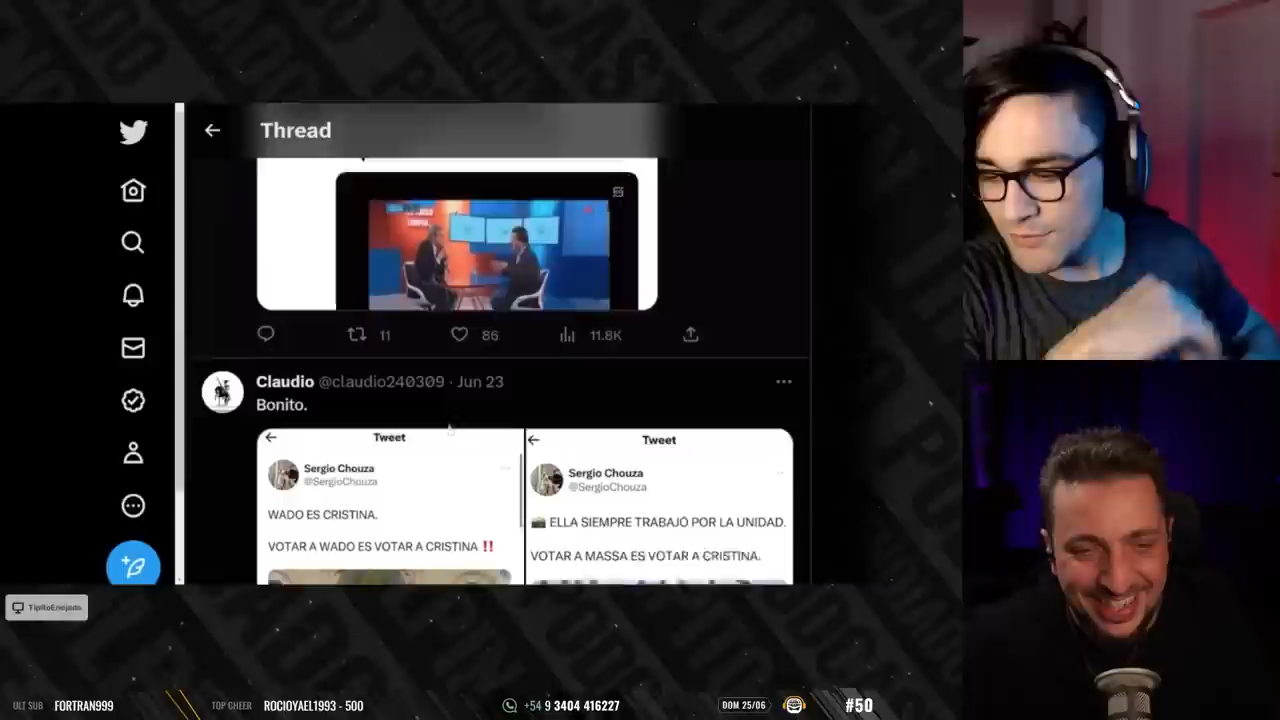 Thread
11
86
11.8K
Claudio @claudio240309 · Jun 23
Bonito.
Tweet
Sergio Chouza
@SergioChouza
WADO ES CRISTINA.
VOTAR A WADO ES VOTAR A CRISTINA ‼️
Tweet
Sergio Chouza
@SergioChouza
📸 ELLA SIEMPRE TRABAJÓ POR LA UNIDAD.
VOTAR A MASSA ES VOTAR A CRISTINA.
TipitoEnojado
ULT SUB FORTRAN999
TOP CHEER ROCIOYAEL1993 - 500
+54 9 3404 416227
DOM 25/06
#50